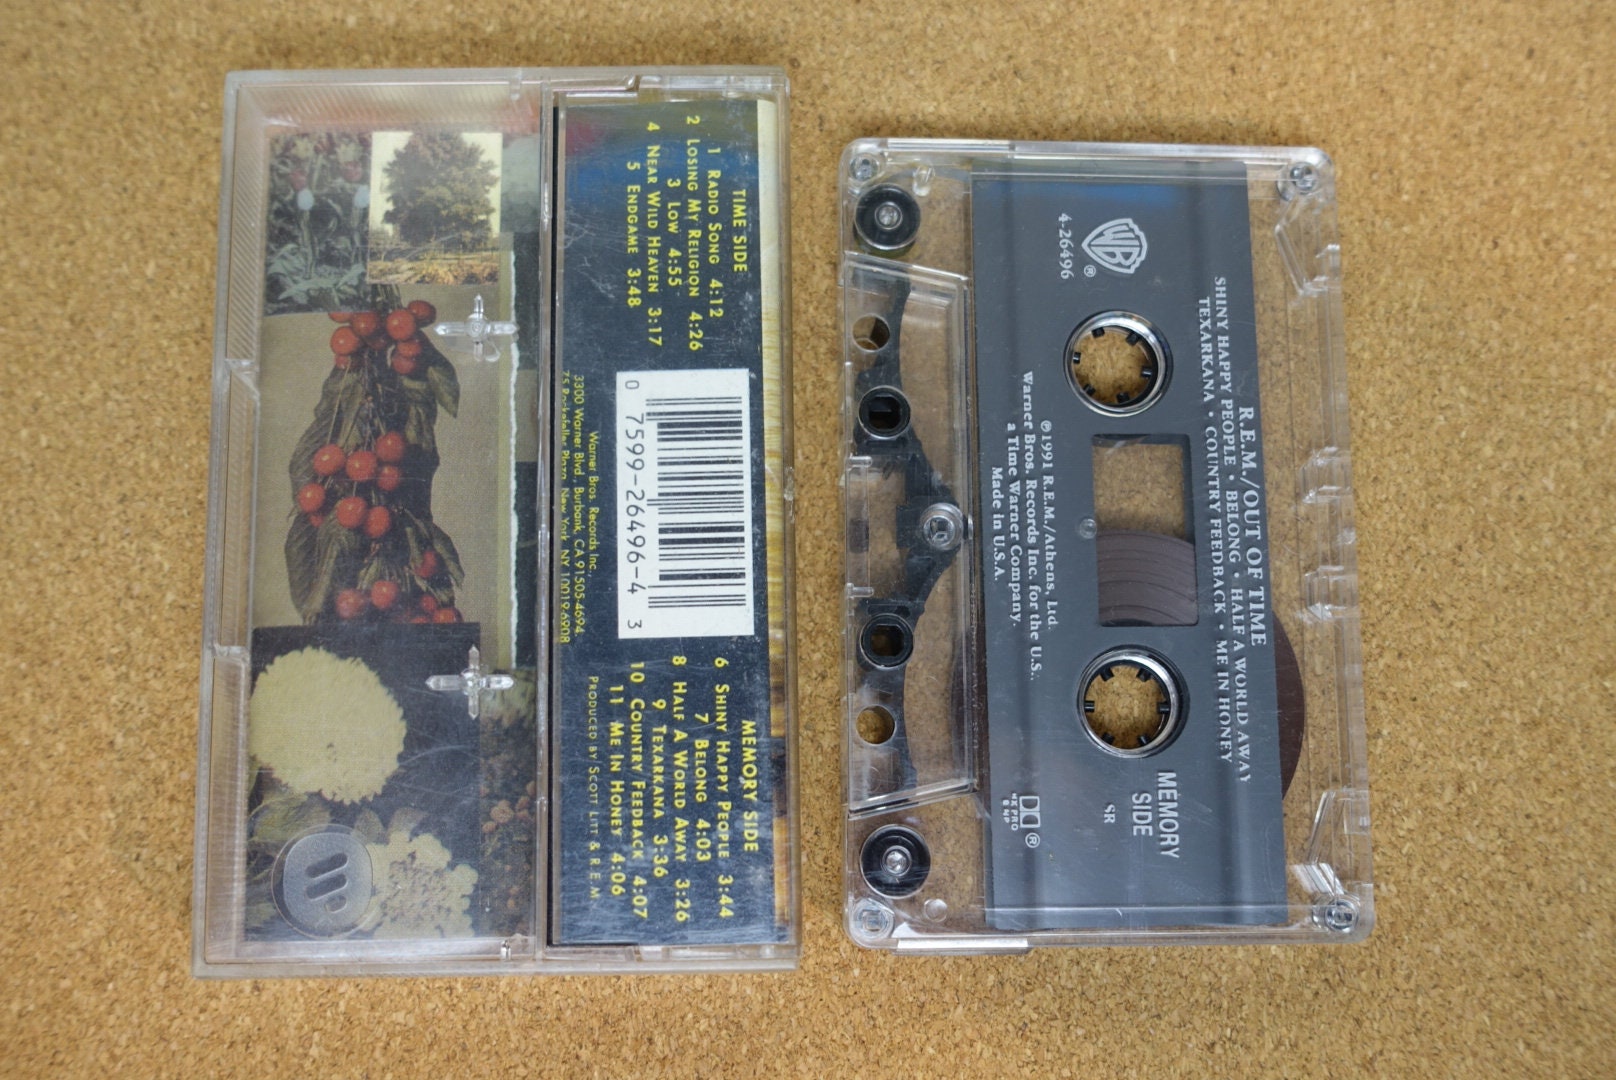 TIME SIDE
1 RADIO SONG 4:12
2 LOSING MY RELIGION 4:26
3 LOW 4:55
4 NEAR WILD HEAVEN 3:17
5 ENDGAME 3:48
0 7599-26496-4 3
Warner Bros. Records Inc.,
3300 Warner Blvd., Burbank, CA 91505-4694
75 Rockefeller Plaza, New York, NY 10019-6908
MEMORY SIDE
6 SHINY HAPPY PEOPLE 3:44
7 BELONG 4:03
8 HALF A WORLD AWAY 3:26
9 TEXARKANA 3:36
10 COUNTRY FEEDBACK 4:07
11 ME IN HONEY 4:06
PRODUCED BY SCOTT LITT & R.E.M
R.E.M./OUT OF TIME
SHINY HAPPY PEOPLE • BELONG • HALF A WORLD AWAY
TEXARKANA • COUNTRY FEEDBACK • ME IN HONEY
WB®
4-26496
MEMORY
SIDE
SR
℗1991 R.E.M./Athens, Ltd.
Warner Bros. Records Inc. for the U.S.,
a Time Warner Company.
Made in U.S.A.
®
HX PRO
B NR